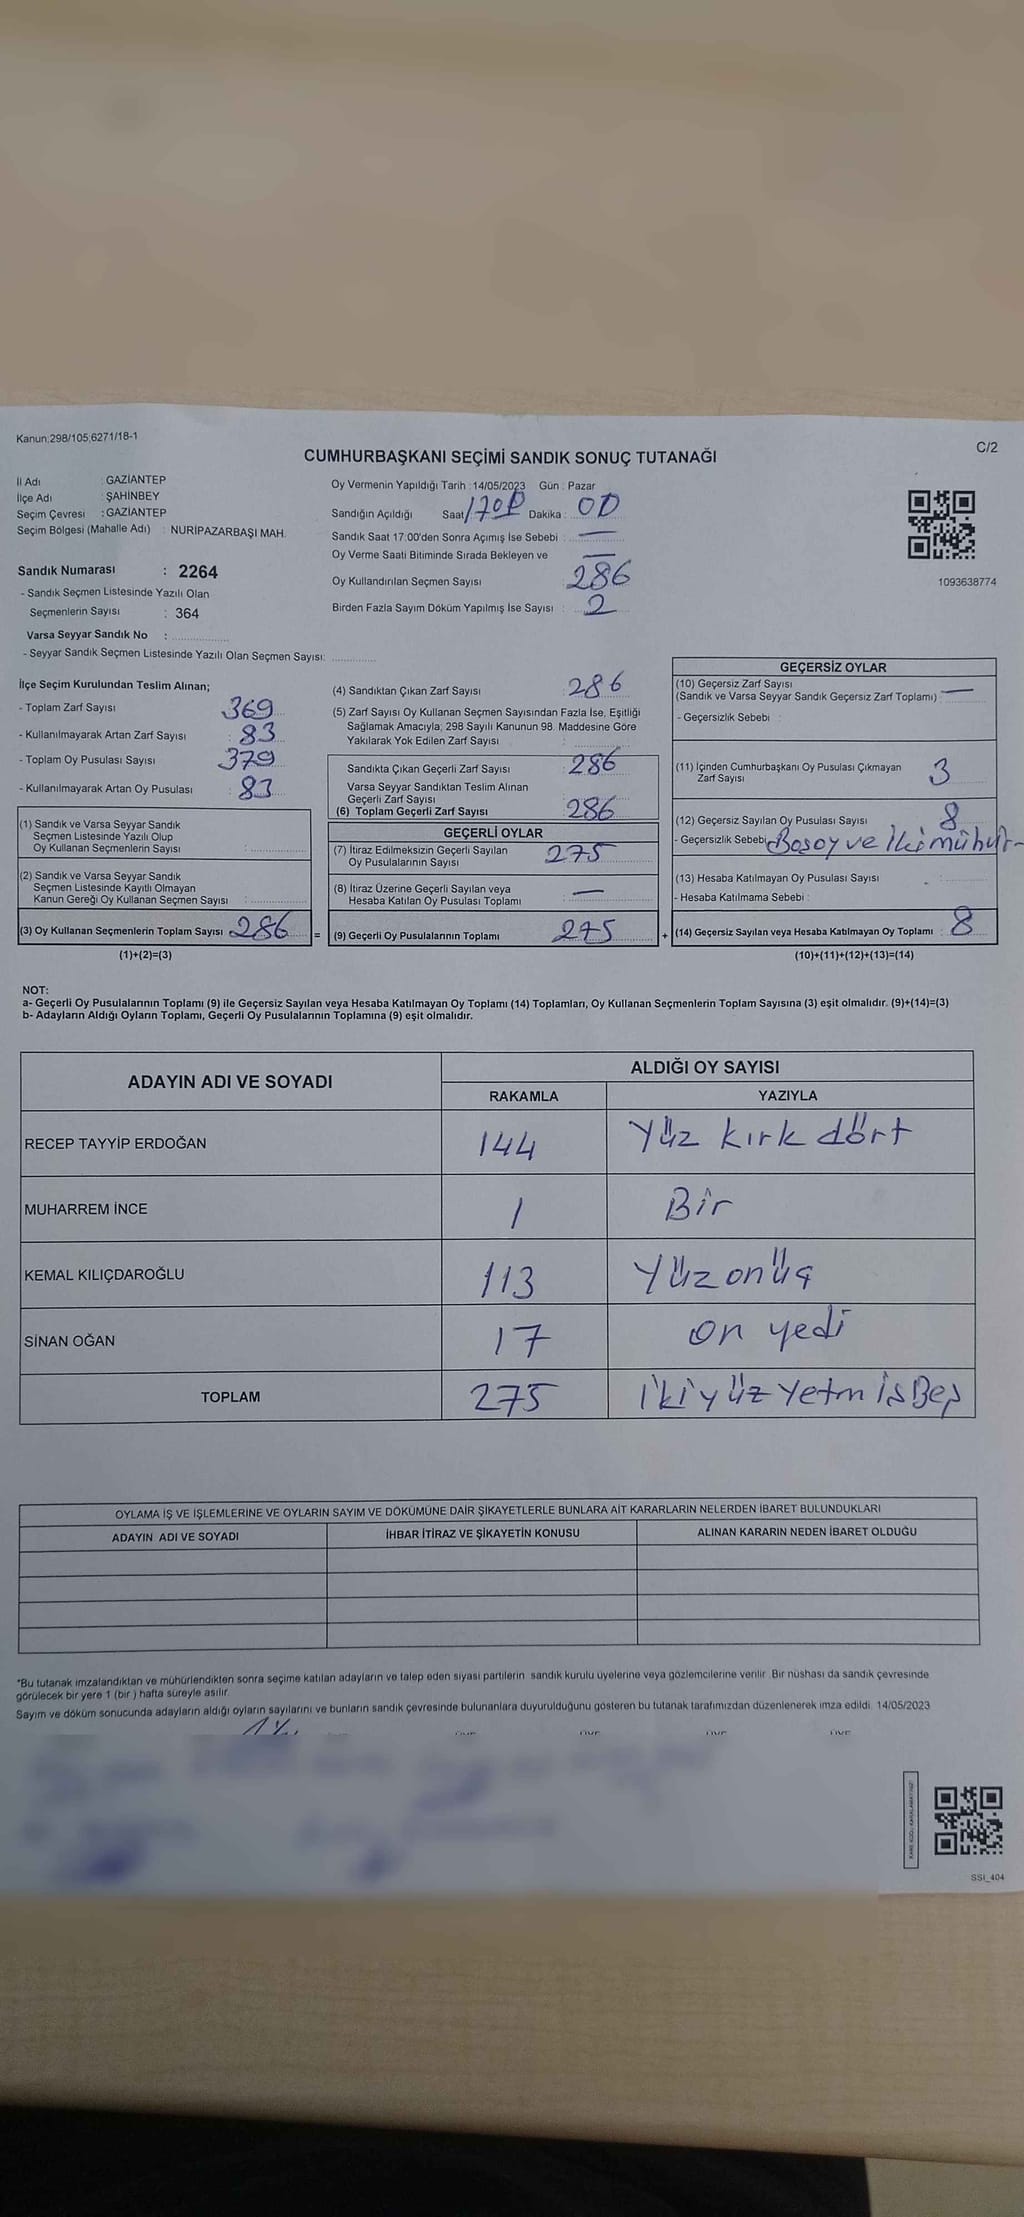 Kanun:298/105;6271/18-1
C/2
CUMHURBAŞKANI SEÇİMİ SANDIK SONUÇ TUTANAĞI
İl Adı : GAZİANTEP
İlçe Adı : ŞAHİNBEY
Seçim Çevresi : GAZİANTEP
Seçim Bölgesi (Mahalle Adı) : NURİPAZARBAŞI MAH.
Sandık Numarası : 2264
- Sandık Seçmen Listesinde Yazılı Olan
Seçmenlerin Sayısı : 364
Varsa Seyyar Sandık No :
- Seyyar Sandık Seçmen Listesinde Yazılı Olan Seçmen Sayısı:
Oy Vermenin Yapıldığı Tarih : 14/05/2023 Gün : Pazar
Sandığın Açıldığı Saat Dakika : 00
Sandık Saat 17:00'den Sonra Açımış İse Sebebi : —
Oy Verme Saati Bitiminde Sırada Bekleyen ve —
Oy Kullandırılan Seçmen Sayısı 286
Birden Fazla Sayım Döküm Yapılmış İse Sayısı : 2
1093638774
İlçe Seçim Kurulundan Teslim Alınan;
- Toplam Zarf Sayısı 369
- Kullanılmayarak Artan Zarf Sayısı : 83
- Toplam Oy Pusulası Sayısı 379
- Kullanılmayarak Artan Oy Pusulası : 83
(1) Sandık ve Varsa Seyyar Sandık
Seçmen Listesinde Yazılı Olup
Oy Kullanan Seçmenlerin Sayısı :
(2) Sandık ve Varsa Seyyar Sandık
Seçmen Listesinde Kayıtlı Olmayan
Kanun Gereği Oy Kullanan Seçmen Sayısı :
(3) Oy Kullanan Seçmenlerin Toplam Sayısı 286
(1)+(2)=(3)
(4) Sandıktan Çıkan Zarf Sayısı : 286
(5) Zarf Sayısı Oy Kullanan Seçmen Sayısından Fazla İse, Eşitliği
Sağlamak Amacıyla; 298 Sayılı Kanunun 98. Maddesine Göre
Yakılarak Yok Edilen Zarf Sayısı :
Sandıkta Çıkan Geçerli Zarf Sayısı : 286
Varsa Seyyar Sandıktan Teslim Alınan
Geçerli Zarf Sayısı
(6) Toplam Geçerli Zarf Sayısı : 286
GEÇERLİ OYLAR
(7) İtiraz Edilmeksizin Geçerli Sayılan
Oy Pusulalarının Sayısı 275
(8) İtiraz Üzerine Geçerli Sayılan veya
Hesaba Katılan Oy Pusulası Toplamı —
= (9) Geçerli Oy Pusulalarının Toplamı 275
GEÇERSİZ OYLAR
(10) Geçersiz Zarf Sayısı
(Sandık ve Varsa Seyyar Sandık Geçersiz Zarf Toplamı) : —
- Geçersizlik Sebebi :
(11) İçinden Cumhurbaşkanı Oy Pusulası Çıkmayan
Zarf Sayısı 3
(12) Geçersiz Sayılan Oy Pusulası Sayısı 8
- Geçersizlik Sebebi Boş oy ve İki mühür
(13) Hesaba Katılmayan Oy Pusulası Sayısı :
- Hesaba Katılmama Sebebi :
+ (14) Geçersiz Sayılan veya Hesaba Katılmayan Oy Toplamı : 8
(10)+(11)+(12)+(13)=(14)
NOT:
a- Geçerli Oy Pusulalarının Toplamı (9) ile Geçersiz Sayılan veya Hesaba Katılmayan Oy Toplamı (14) Toplamları, Oy Kullanan Seçmenlerin Toplam Sayısına (3) eşit olmalıdır. (9)+(14)=(3)
b- Adayların Aldığı Oyların Toplamı, Geçerli Oy Pusulalarının Toplamına (9) eşit olmalıdır.
ADAYIN ADI VE SOYADI ALDIĞI OY SAYISI
RAKAMLA YAZIYLA
RECEP TAYYİP ERDOĞAN 144 Yüz kırk dört
MUHARREM İNCE 1 Bir
KEMAL KILIÇDAROĞLU 113 Yüz onüç
SİNAN OĞAN 17 on yedi
TOPLAM 275 İki yüz Yetmiş Beş
OYLAMA İŞ VE İŞLEMLERİNE VE OYLARIN SAYIM VE DÖKÜMÜNE DAİR ŞİKAYETLERLE BUNLARA AİT KARARLARIN NELERDEN İBARET BULUNDUKLARI
ADAYIN ADI VE SOYADI İHBAR İTİRAZ VE ŞİKAYETİN KONUSU ALINAN KARARIN NEDEN İBARET OLDUĞU
*Bu tutanak imzalandıktan ve mühürlendikten sonra seçime katılan adayların ve talep eden siyasi partilerin sandık kurulu üyelerine veya gözlemcilerine verilir. Bir nüshası da sandık çevresinde
görülecek bir yere 1 (bir ) hafta süreyle asılır.
Sayım ve döküm sonucunda adayların aldığı oyların sayılarını ve bunların sandık çevresinde bulunanlara duyurulduğunu gösteren bu tutanak tarafımızdan düzenlenerek imza edildi. 14/05/2023
SSI_404